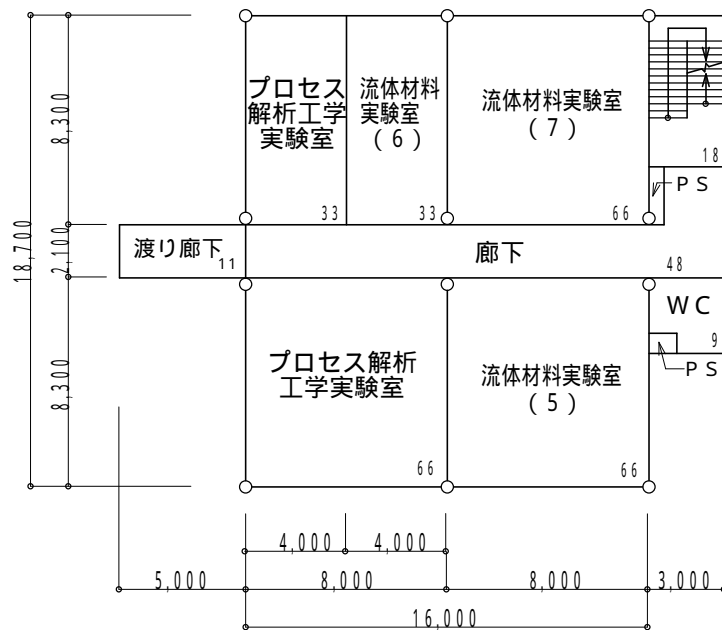 プロセス
解析工学
実験室
33
流体材料
実験室
(6)
33
流体材料実験室
(7)
66
18
PS
8,300
2,100
8,300
18,700
渡り廊下
11
廊下
48
プロセス解析
工学実験室
66
流体材料実験室
(5)
66
WC
9
PS
4,000
4,000
5,000
8,000
8,000
3,000
16,000